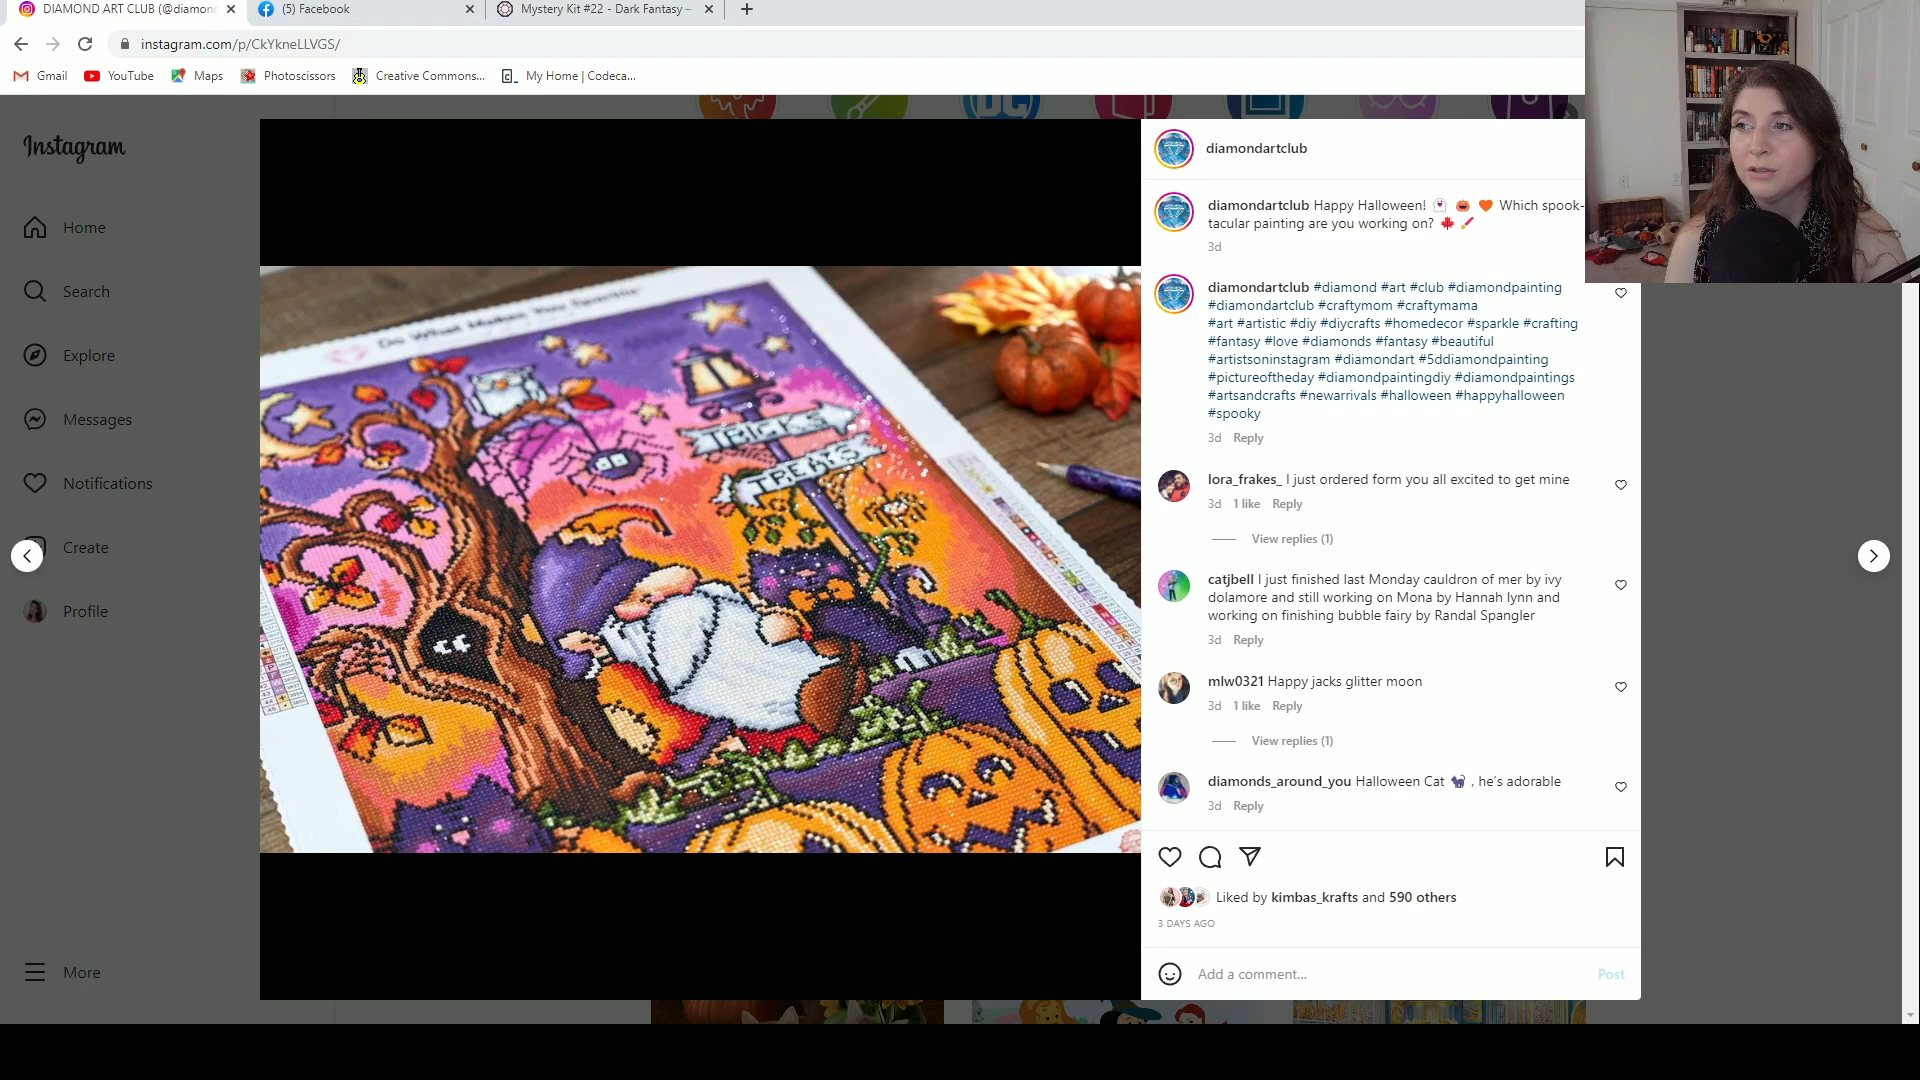 DIAMOND ART CLUB (@diamond
(5) Facebook
Mystery Kit #22 - Dark Fantasy –
instagram.com/p/CkYkneLLVGS/
Gmail
YouTube
Maps
Photoscissors
Creative Commons...
My Home | Codeca...
Instagram
Home
Search
Explore
Messages
Notifications
Create
Profile
More
Do What Makes You Sparkle
TRICKS
TREATS
DC
diamondartclub
diamondartclub Happy Halloween! 👻 🎃 🧡 Which spook-
tacular painting are you working on? 🍁 🖌️
3d
diamondartclub #diamond #art #club #diamondpainting
#diamondartclub #craftymom #craftymama
#art #artistic #diy #diycrafts #homedecor #sparkle #crafting
#fantasy #love #diamonds #fantasy #beautiful
#artistsoninstagram #diamondart #5ddiamondpainting
#pictureoftheday #diamondpaintingdiy #diamondpaintings
#artsandcrafts #newarrivals #halloween #happyhalloween
#spooky
3d Reply
lora_frakes_ I just ordered form you all excited to get mine
3d 1 like Reply
View replies (1)
catjbell I just finished last Monday cauldron of mer by ivy
dolamore and still working on Mona by Hannah lynn and
working on finishing bubble fairy by Randal Spangler
3d Reply
mlw0321 Happy jacks glitter moon
3d 1 like Reply
View replies (1)
diamonds_around_you Halloween Cat 🐈‍⬛ , he's adorable
3d Reply
Liked by kimbas_krafts and 590 others
3 DAYS AGO
Add a comment...
Post